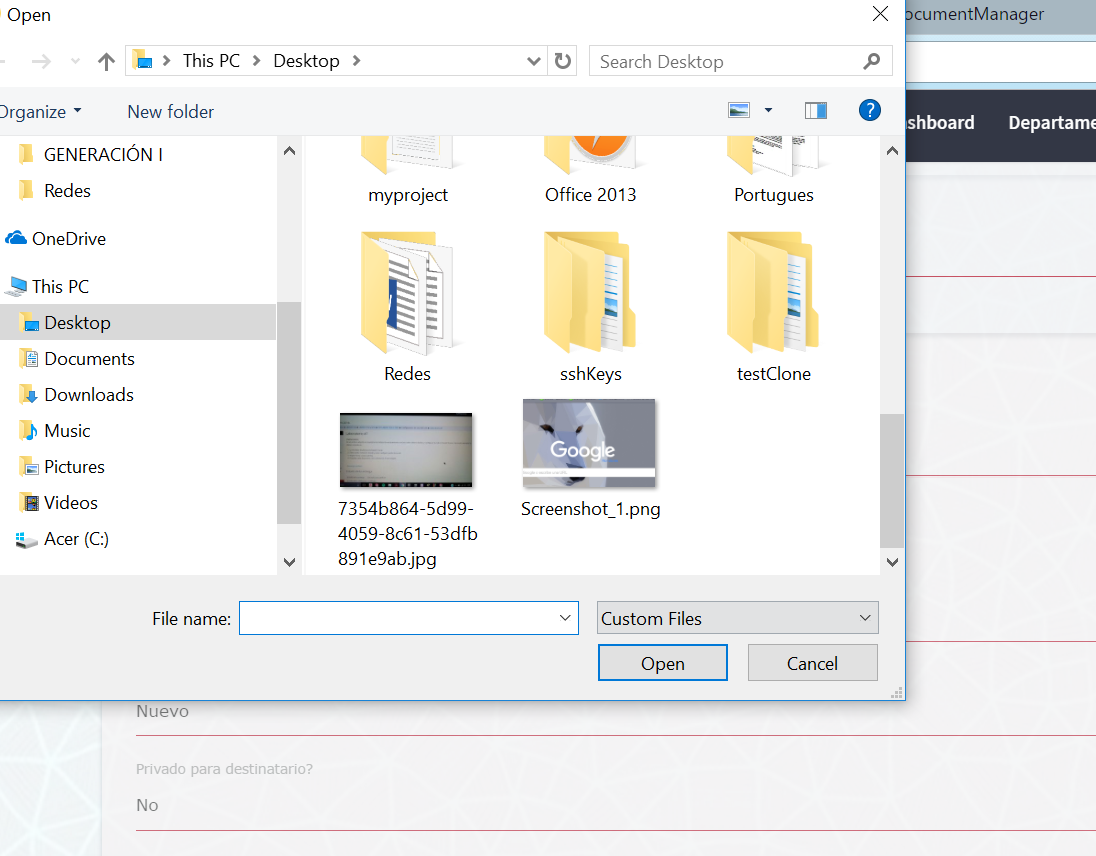 Open
ocumentManager
This PC
Desktop
Search Desktop
Organize
New folder
?
shboard
Departame
GENERACIÓN I
Redes
OneDrive
This PC
Desktop
Documents
Downloads
Music
Pictures
Videos
Acer (C:)
myproject
Office 2013
Portugues
Redes
sshKeys
testClone
Google
7354b864-5d99-
4059-8c61-53dfb
891e9ab.jpg
Screenshot_1.png
File name:
Custom Files
Open
Cancel
Nuevo
Privado para destinatario?
No